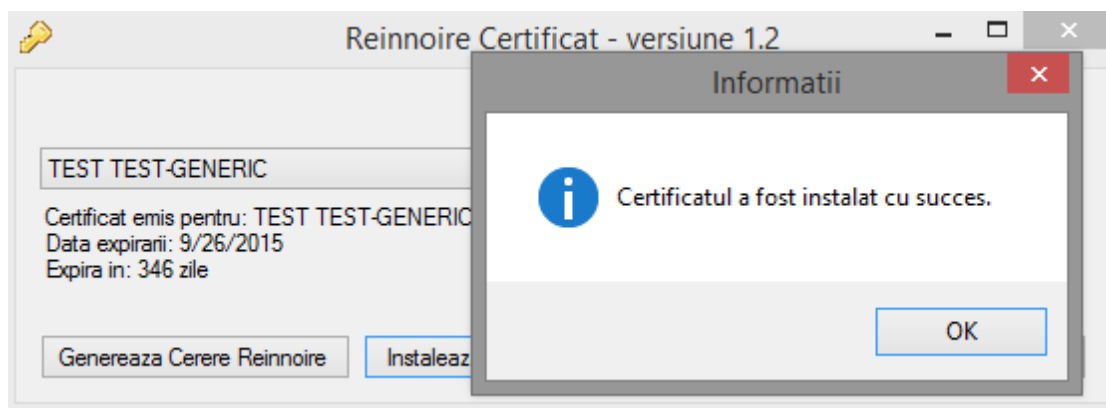 Reinnoire Certificat - versiune 1.2
Informatii
TEST TEST-GENERIC
Certificat emis pentru: TEST TEST-GENERIC
Data expirarii: 9/26/2015
Expira in: 346 zile
Certificatul a fost instalat cu succes.
OK
Genereaza Cerere Reinnoire
Instaleaz